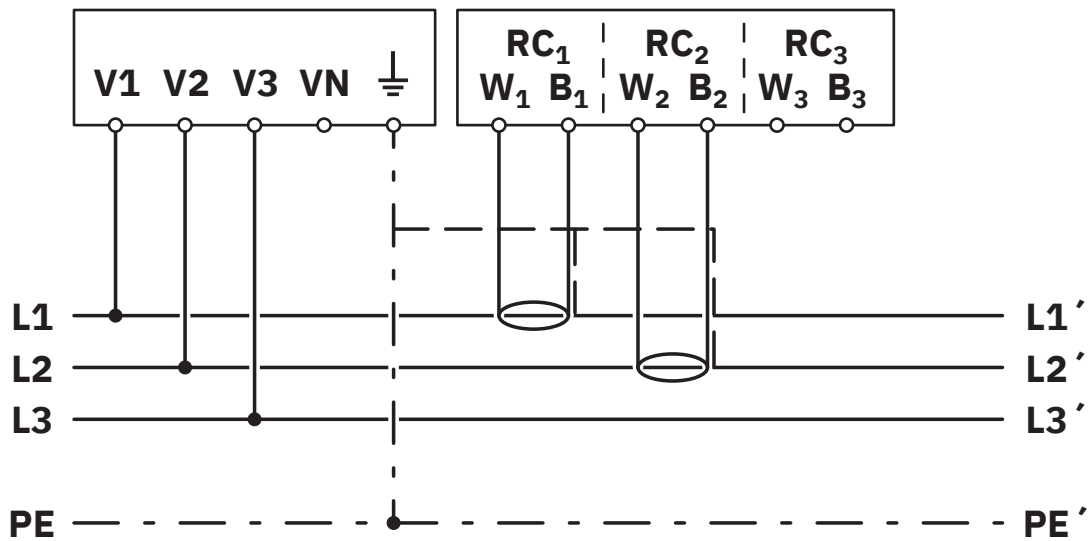 RC₁ RC₂ RC₃
V1 V2 V3 VN W₁ B₁ W₂ B₂ W₃ B₃
L1 L1´
L2 L2´
L3 L3´
PE PE´